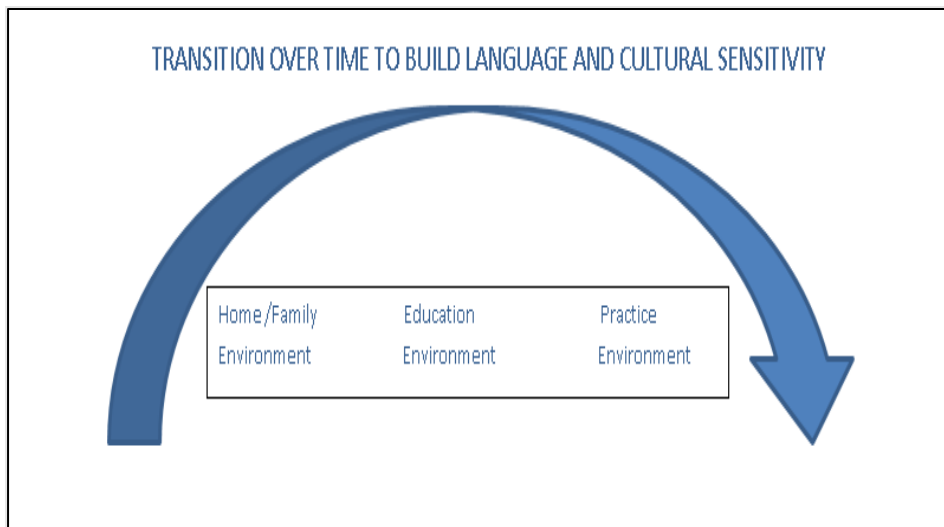 TRANSITION OVER TIME TO BUILD LANGUAGE AND CULTURAL SENSITIVITY
Home/Family Education Practice
Environment Environment Environment